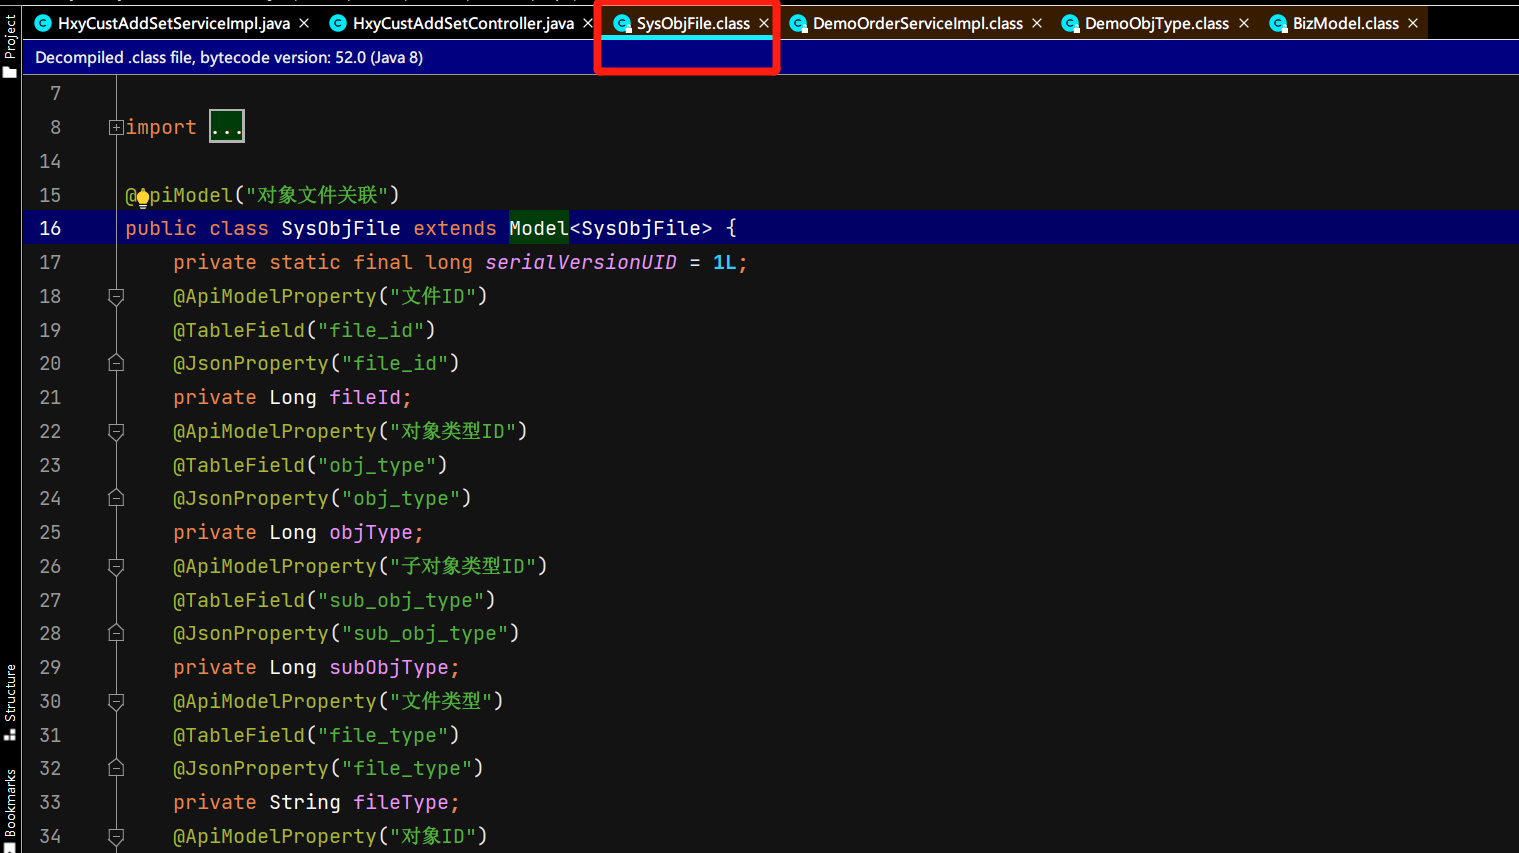 HxyCustAddSetServiceImpl.java HxyCustAddSetController.java SysObjFile.class DemoOrderServiceImpl.class DemoObjType.class BizModel.class
Project
Decompiled .class file, bytecode version: 52.0 (Java 8)
7
8 import ...
14
15 @ApiModel("对象文件关联")
16 public class SysObjFile extends Model<SysObjFile> {
17 private static final long serialVersionUID = 1L;
18 @ApiModelProperty("文件ID")
19 @TableField("file_id")
20 @JsonProperty("file_id")
21 private Long fileId;
22 @ApiModelProperty("对象类型ID")
23 @TableField("obj_type")
24 @JsonProperty("obj_type")
25 private Long objType;
26 @ApiModelProperty("子对象类型ID")
27 @TableField("sub_obj_type")
28 @JsonProperty("sub_obj_type")
29 private Long subObjType;
30 @ApiModelProperty("文件类型")
31 @TableField("file_type")
32 @JsonProperty("file_type")
33 private String fileType;
34 @ApiModelProperty("对象ID")
Structure
Bookmarks